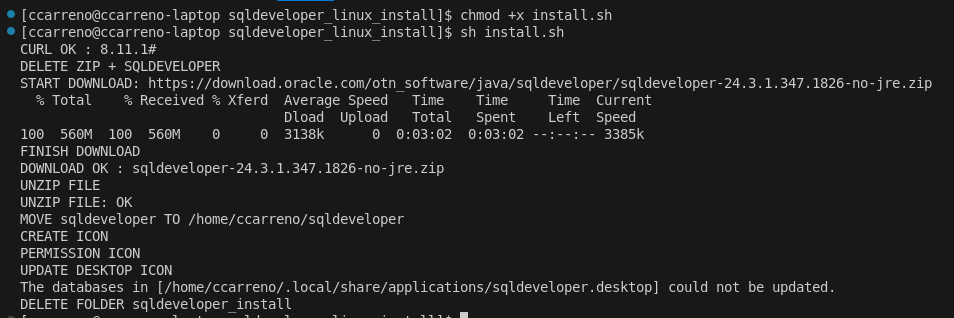 [ccarreno@ccarreno-laptop sqldeveloper_linux_install]$ chmod +x install.sh
[ccarreno@ccarreno-laptop sqldeveloper_linux_install]$ sh install.sh
CURL OK : 8.11.1#
DELETE ZIP + SQLDEVELOPER
START DOWNLOAD: https://download.oracle.com/otn_software/java/sqldeveloper/sqldeveloper-24.3.1.347.1826-no-jre.zip
  % Total    % Received % Xferd  Average Speed   Time    Time     Time  Current
                                 Dload  Upload   Total   Spent    Left  Speed
100  560M  100  560M    0     0  3138k      0  0:03:02  0:03:02 --:--:-- 3385k
FINISH DOWNLOAD
DOWNLOAD OK : sqldeveloper-24.3.1.347.1826-no-jre.zip
UNZIP FILE
UNZIP FILE: OK
MOVE sqldeveloper TO /home/ccarreno/sqldeveloper
CREATE ICON
PERMISSION ICON
UPDATE DESKTOP ICON
The databases in [/home/ccarreno/.local/share/applications/sqldeveloper.desktop] could not be updated.
DELETE FOLDER sqldeveloper_install